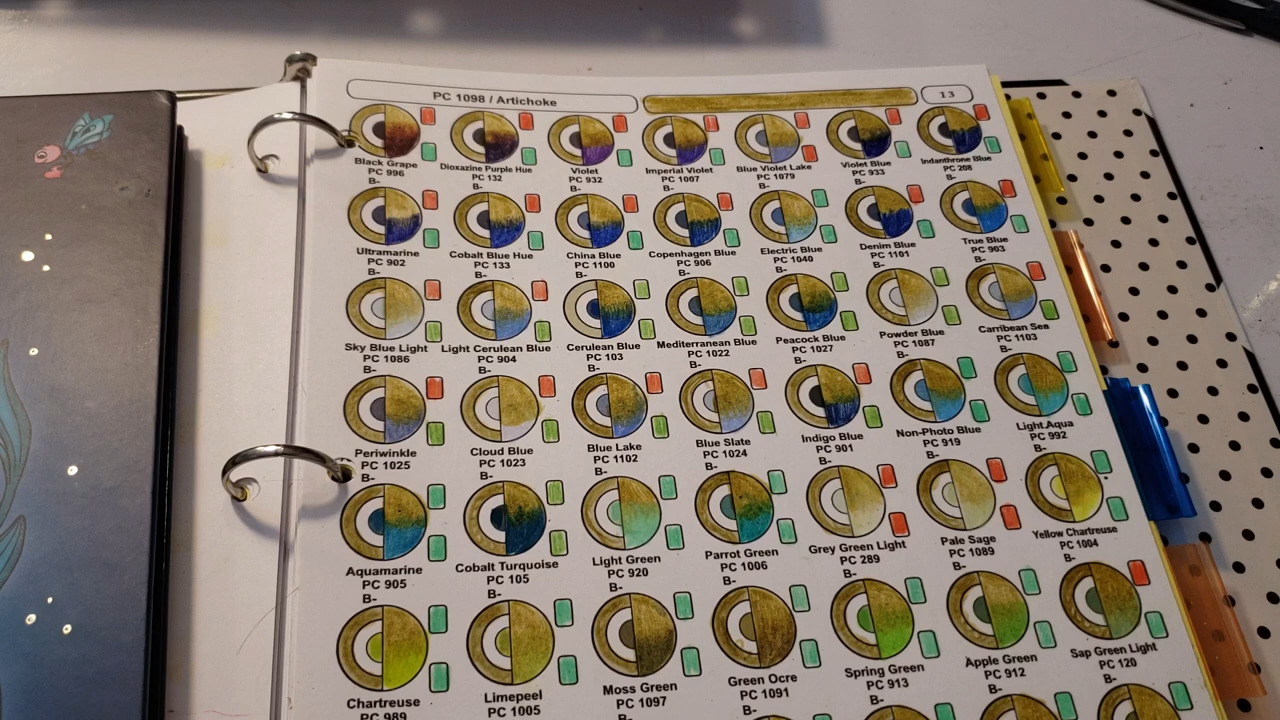 PC 1098 / Artichoke
13
Black Grape
PC 996
B-
Dioxazine Purple Hue
PC 132
B-
Violet
PC 932
B-
Imperial Violet
PC 1007
B-
Blue Violet Lake
PC 1079
B-
Violet Blue
PC 933
B-
Indanthrone Blue
PC 208
B-
Ultramarine
PC 902
B-
Cobalt Blue Hue
PC 133
B-
China Blue
PC 1100
B-
Copenhagen Blue
PC 906
B-
Electric Blue
PC 1040
B-
Denim Blue
PC 1101
B-
True Blue
PC 903
B-
Sky Blue Light
PC 1086
B-
Light Cerulean Blue
PC 904
B-
Cerulean Blue
PC 103
B-
Mediterranean Blue
PC 1022
B-
Peacock Blue
PC 1027
B-
Powder Blue
PC 1087
B-
Carribean Sea
PC 1103
B-
Periwinkle
PC 1025
B-
Cloud Blue
PC 1023
B-
Blue Lake
PC 1102
B-
Blue Slate
PC 1024
B-
Indigo Blue
PC 901
B-
Non-Photo Blue
PC 919
B-
Light Aqua
PC 992
B-
Aquamarine
PC 905
B-
Cobalt Turquoise
PC 105
B-
Light Green
PC 920
B-
Parrot Green
PC 1006
B-
Grey Green Light
PC 289
B-
Pale Sage
PC 1089
B-
Yellow Chartreuse
PC 1004
B-
Chartreuse
PC 989
Limepeel
PC 1005
B-
Moss Green
PC 1097
B-
Green Ocre
PC 1091
B-
Spring Green
PC 913
B-
Apple Green
PC 912
B-
Sap Green Light
PC 120
B-